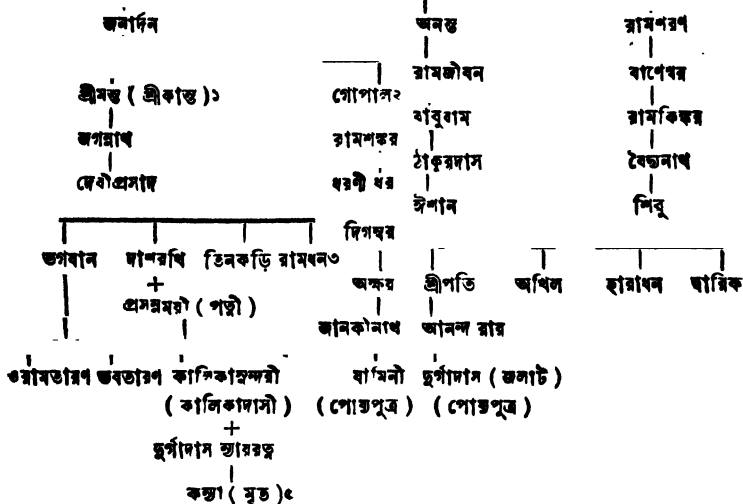 জনার্দন অনন্ত রামশরণ
রামজীবন বাণেশ্বর
শ্রীমন্ত ( শ্রীকান্ত )১ গোপাল২
জগন্নাথ রামশঙ্কর বাবুরাম রামকিঙ্কর
দেবীপ্রসাদ ধরণী ধর ঠাকুরদাস বৈদ্যনাথ
ঈশান শিবু
দিগম্বর
ভগবান দাশরথি তিনকড়ি রামধন৩
অক্ষয় শ্রীপতি অখিল হারাধন দ্বারিক
+
প্রসন্নময়ী ( পত্নী )
জানকীনাথ আনন্দ রায়
ওরামতারণ ভবতারণ কালিকাসুন্দরী যামিনী দুর্গাদাস ( জলাট )
( কালিকাদাসী ) ( পোষ্যপুত্র ) ( পোষ্যপুত্র )
+
দুর্গাদাস ন্যায়রত্ন
কন্যা ( মৃত ) ৫